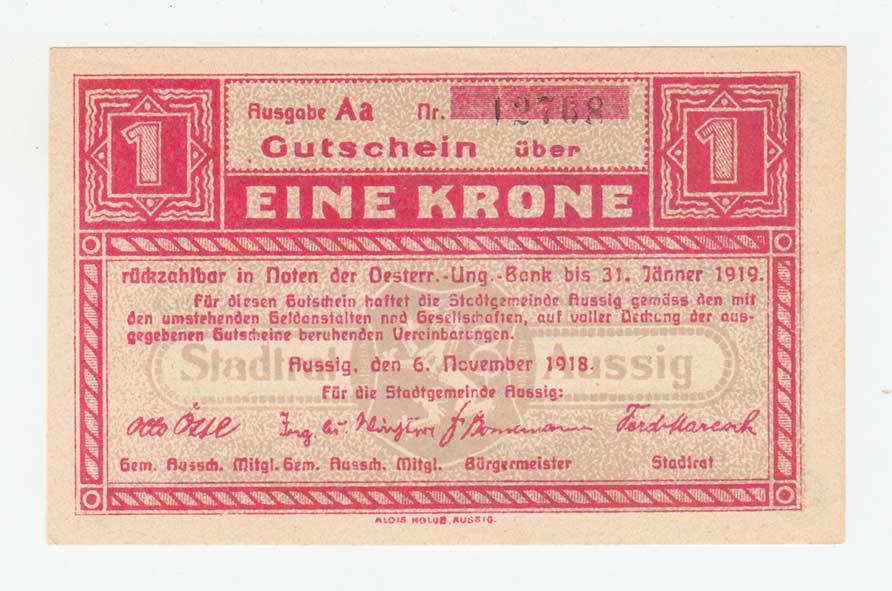 1
Ausgabe Aa Nr. 12768
1
Gutschein über
EINE KRONE
rückzahlbar in Noten der Oesterr.-Ung.-Bank bis 31. Jänner 1919.
Für diesen Gutschein haftet die Stadtgemeinde Aussig gemäss den mit
den umstehenden Geldanstalten und Gesellschaften, auf voller Deckung der aus-
gegebenen Gutscheine beruhenden Vereinbarongen.
Stadtrat Aussig
Aussig, den 6. November 1918.
Für die Stadtgemeinde Aussig:
Ferd. Maresch
Gem. Aussch. Mitgl. Gem. Aussch. Mitgl. Bürgermeister Stadtrat
ALOIS HOLUB, AUSSIG.